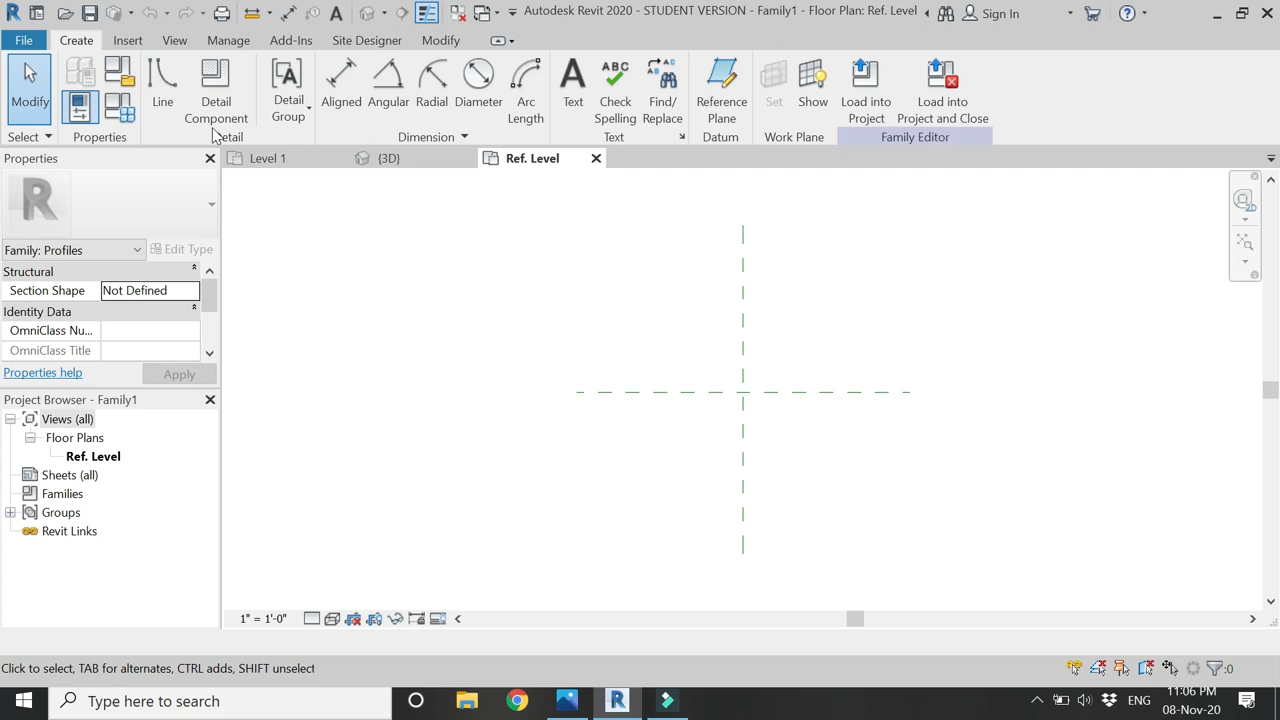 Autodesk Revit 2020 - STUDENT VERSION - Family1 - Floor Plan: Ref. Level
Sign In
File Create Insert View Manage Add-Ins Site Designer Modify
Modify
Line
Detail Component
Detail Group
Aligned
Angular
Radial
Diameter
Arc Length
Text
Check Spelling
Find/ Replace
Reference Plane
Set
Show
Load into Project
Load into Project and Close
Select Properties Detail Dimension Text Datum Work Plane Family Editor
Properties
Level 1 {3D} Ref. Level
R
Family: Profiles Edit Type
Structural
Section Shape Not Defined
Identity Data
OmniClass Nu...
OmniClass Title
Properties help Apply
Project Browser - Family1
Views (all)
Floor Plans
Ref. Level
Sheets (all)
Families
Groups
Revit Links
1" = 1'-0"
Click to select, TAB for alternates, CTRL adds, SHIFT unselect
:0
Type here to search
ENG
11:06 PM
08-Nov-20